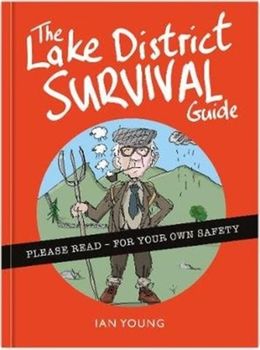 The
Lake District
SURVIVAL
Guide
PLEASE READ – FOR YOUR OWN SAFETY
IAN YOUNG